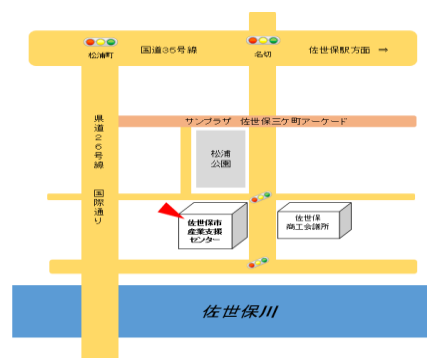 国道35号線
佐世保駅方面 →
松浦町
名切
県道26号線 国際通り
サンプラザ 佐世保三ケ町アーケード
松浦
公園
佐世保市
産業支援
センター
佐世保
商工会議所
佐世保川